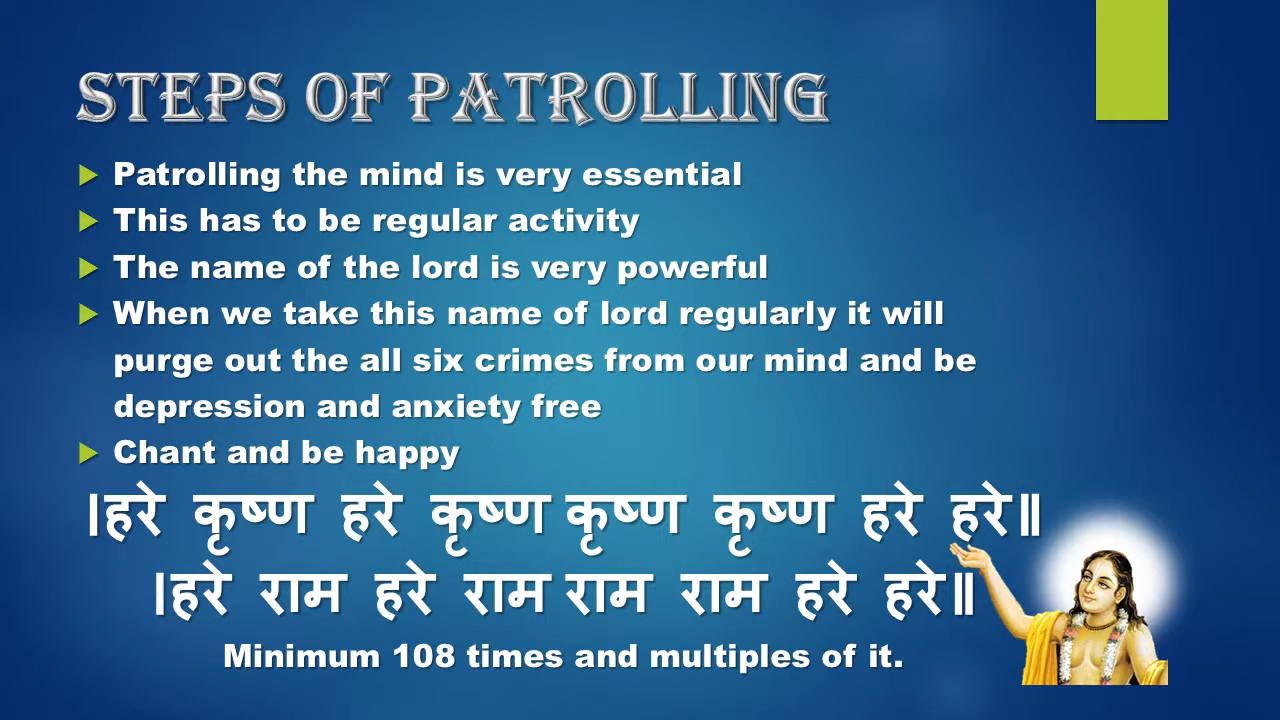 STEPS OF PATROLLING
Patrolling the mind is very essential
This has to be regular activity
The name of the lord is very powerful
When we take this name of lord regularly it will
purge out the all six crimes from our mind and be
depression and anxiety free
Chant and be happy
।हरे कृष्ण हरे कृष्ण कृष्ण कृष्ण हरे हरे॥
।हरे राम हरे राम राम राम हरे हरे॥
Minimum 108 times and multiples of it.